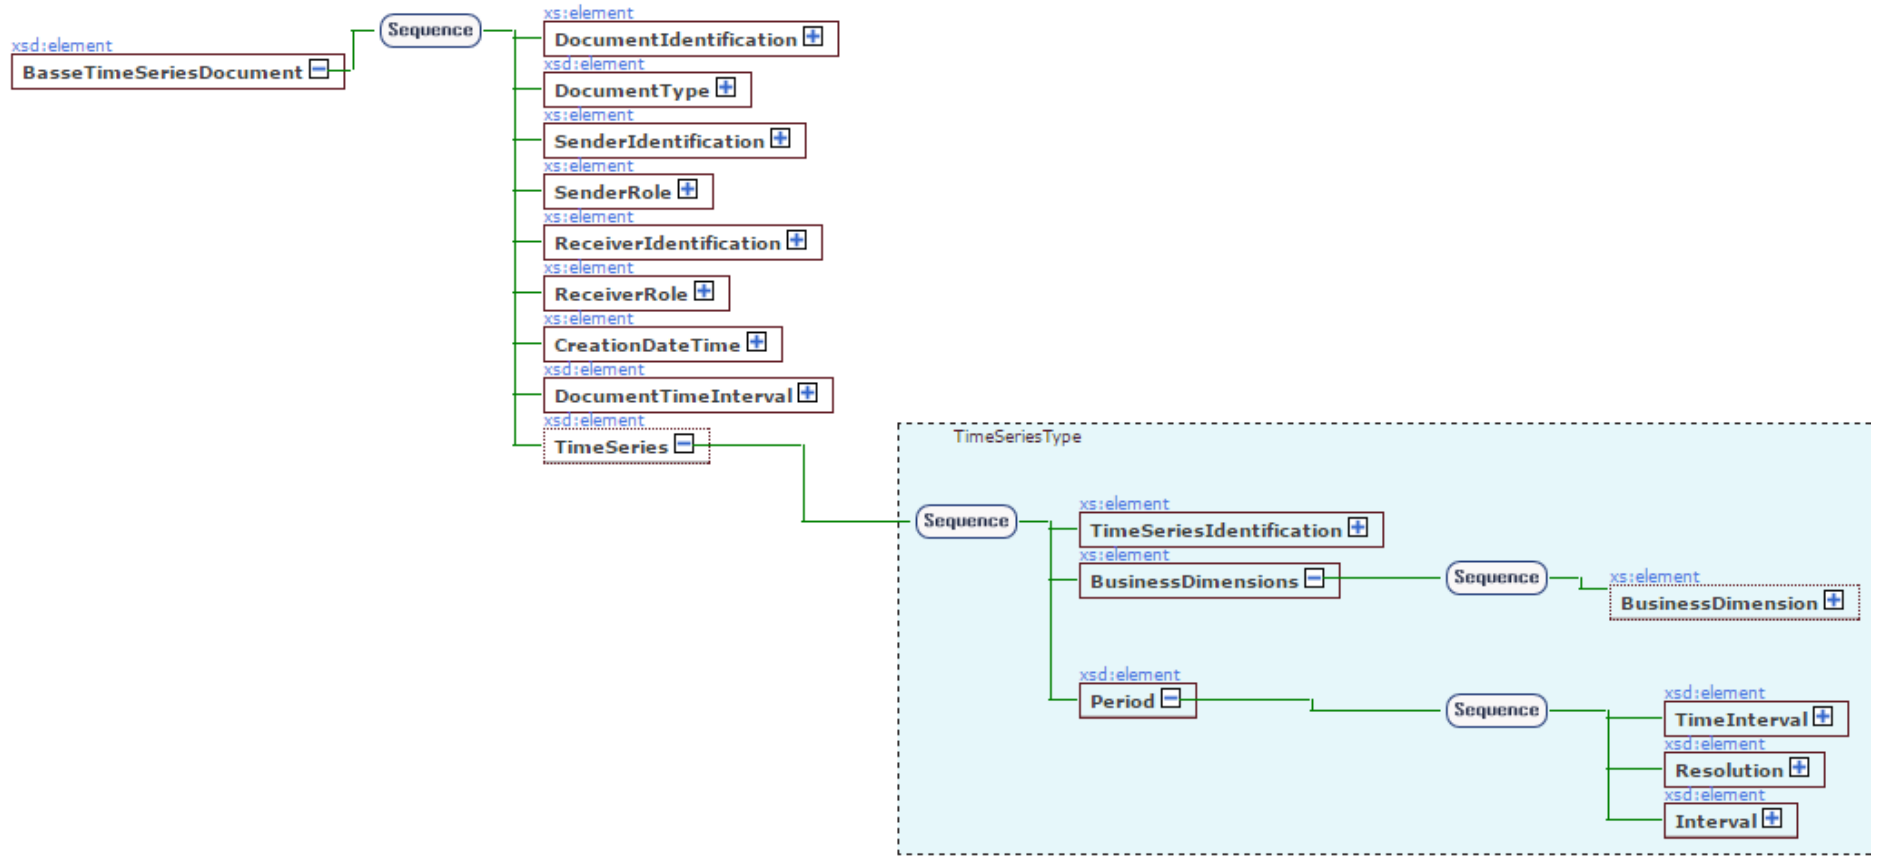 xsd:element
BasseTimeSeriesDocument
Sequence
xs:element
DocumentIdentification
xsd:element
DocumentType
xs:element
SenderIdentification
xs:element
SenderRole
xs:element
ReceiverIdentification
xs:element
ReceiverRole
xs:element
CreationDateTime
xsd:element
DocumentTimeInterval
xsd:element
TimeSeries
TimeSeriesType
Sequence
xs:element
TimeSeriesIdentification
xs:element
BusinessDimensions
Sequence
xs:element
BusinessDimension
xsd:element
Period
Sequence
xsd:element
TimeInterval
xsd:element
Resolution
xsd:element
Interval